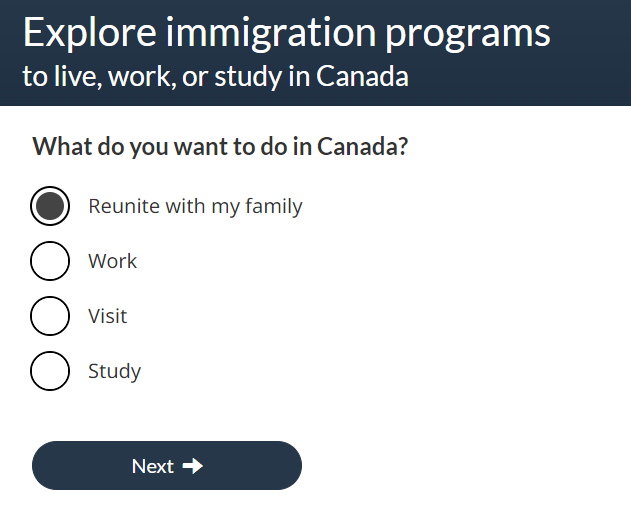 Explore immigration programs
to live, work, or study in Canada
What do you want to do in Canada?
Reunite with my family
Work
Visit
Study
Next